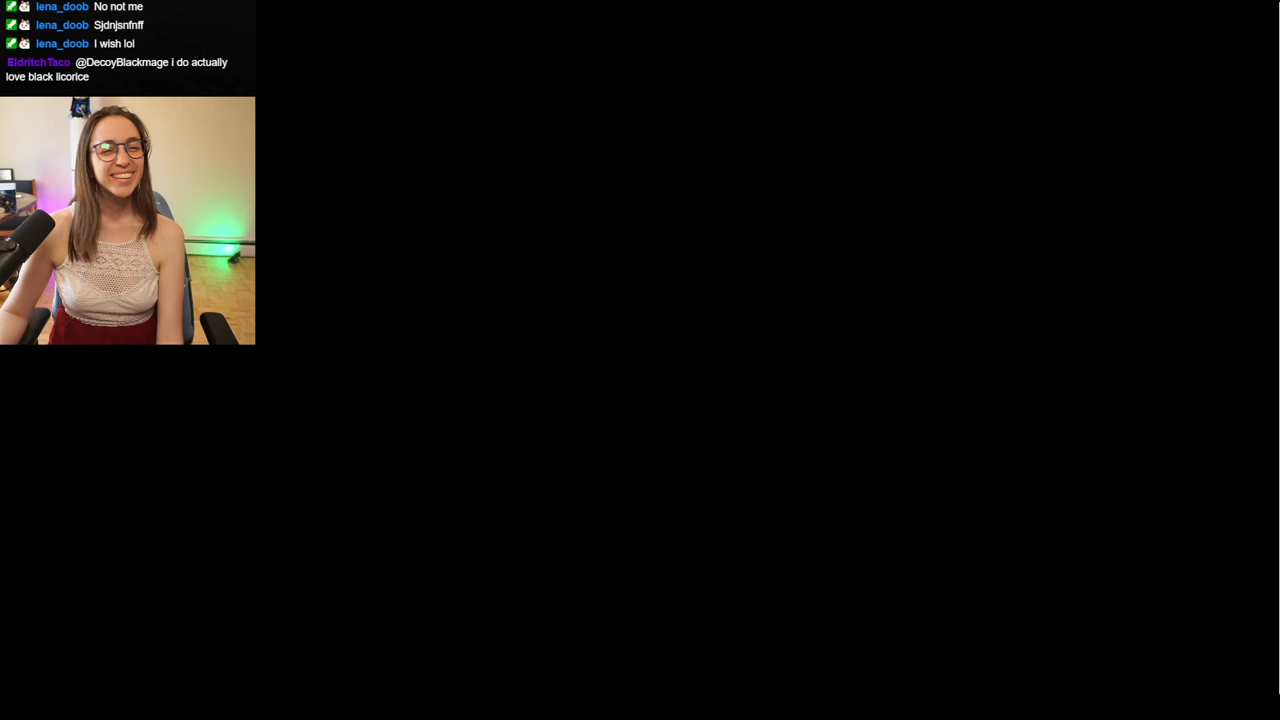 lena_doob No not me
lena_doob Sjdnjsnfnff
lena_doob I wish lol
EldritchTaco @DecoyBlackmage i do actually
love black licorice